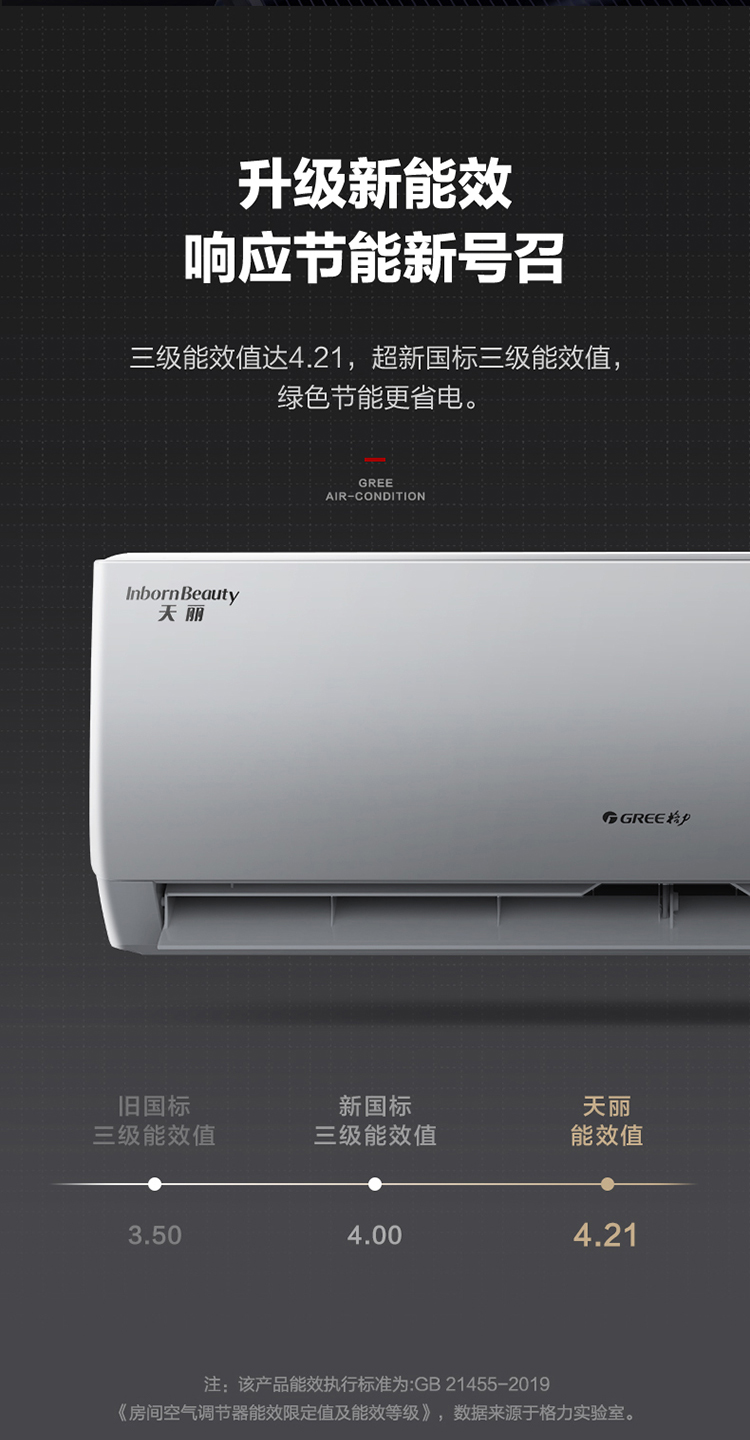 升级新能效
响应节能新号召
三级能效值达4.21，超新国标三级能效值，
绿色节能更省电。
GREE
AIR-CONDITION
InbornBeauty
天丽
GREE格力
旧国标
三级能效值
新国标
三级能效值
天丽
能效值
3.50
4.00
4.21
注：该产品能效执行标准为:GB 21455-2019
《房间空气调节器能效限定值及能效等级》，数据来源于格力实验室。